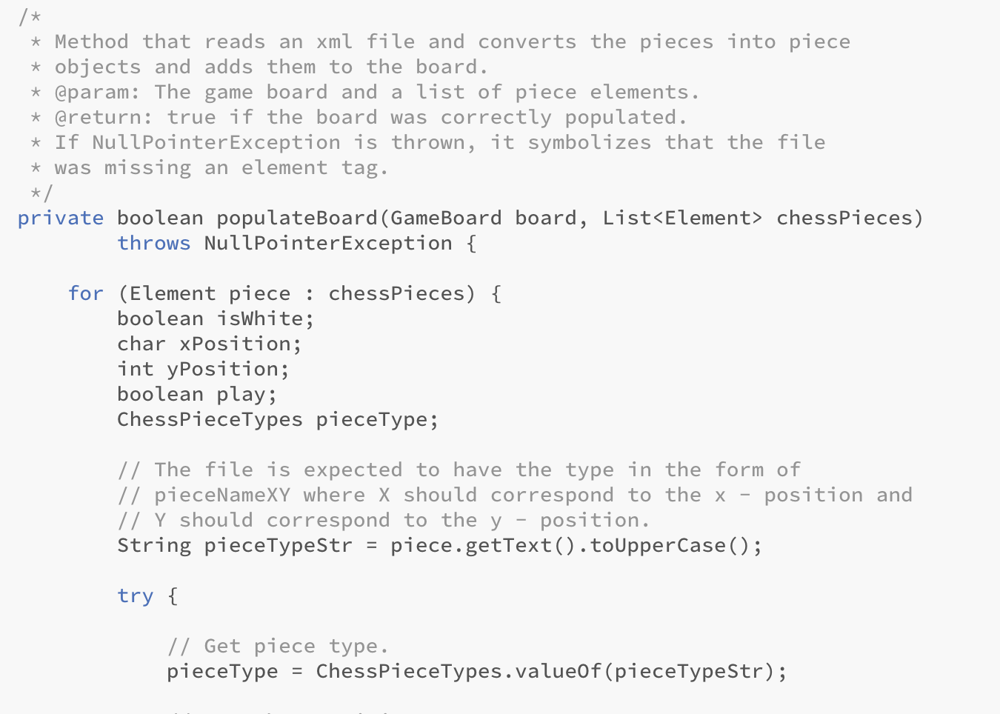 /*
 * Method that reads an xml file and converts the pieces into piece
 * objects and adds them to the board.
 * @param: The game board and a list of piece elements.
 * @return: true if the board was correctly populated.
 * If NullPointerException is thrown, it symbolizes that the file
 * was missing an element tag.
 */
private boolean populateBoard(GameBoard board, List<Element> chessPieces)
        throws NullPointerException {

    for (Element piece : chessPieces) {
        boolean isWhite;
        char xPosition;
        int yPosition;
        boolean play;
        ChessPieceTypes pieceType;

        // The file is expected to have the type in the form of
        // pieceNameXY where X should correspond to the x - position and
        // Y should correspond to the y - position.
        String pieceTypeStr = piece.getText().toUpperCase();

        try {

            // Get piece type.
            pieceType = ChessPieceTypes.valueOf(pieceTypeStr);